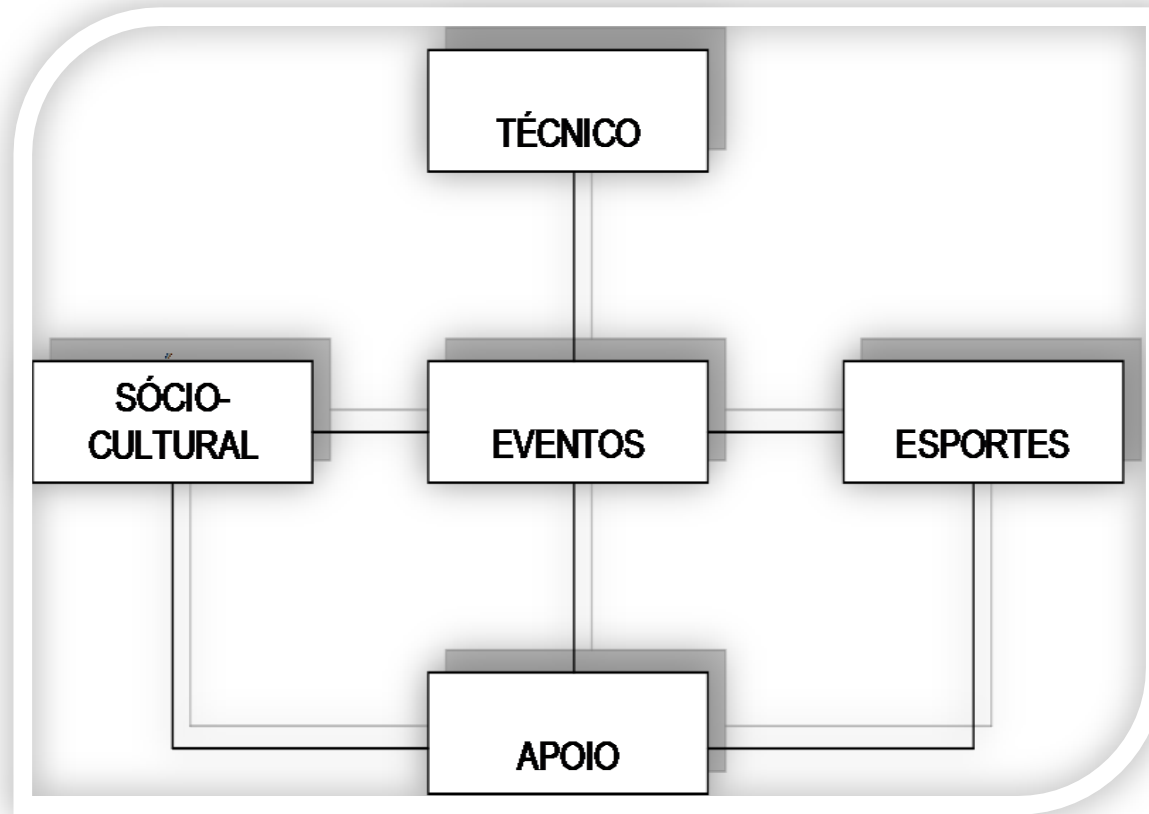 TÉCNICO
SÓCIO-
CULTURAL
EVENTOS
ESPORTES
APOIO